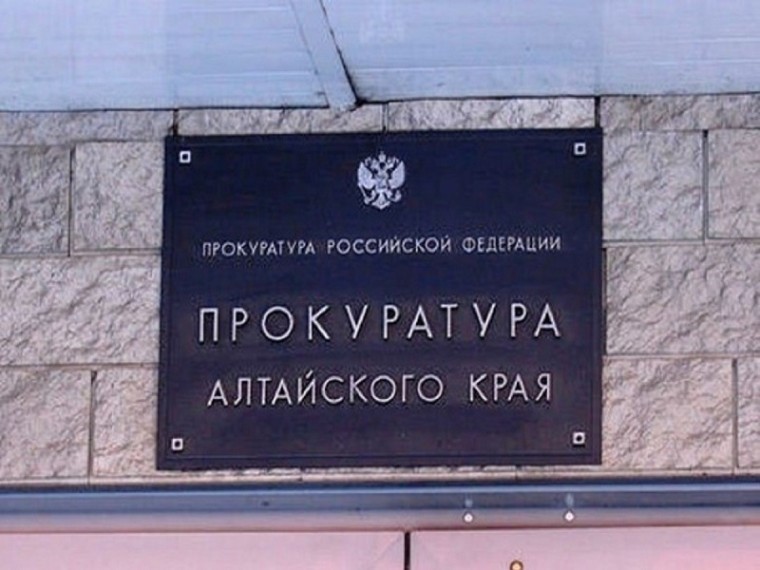 ПРОКУРАТУРА РОССИЙСКОЙ ФЕДЕРАЦИИ
ПРОКУРАТУРА
АЛТАЙСКОГО КРАЯ